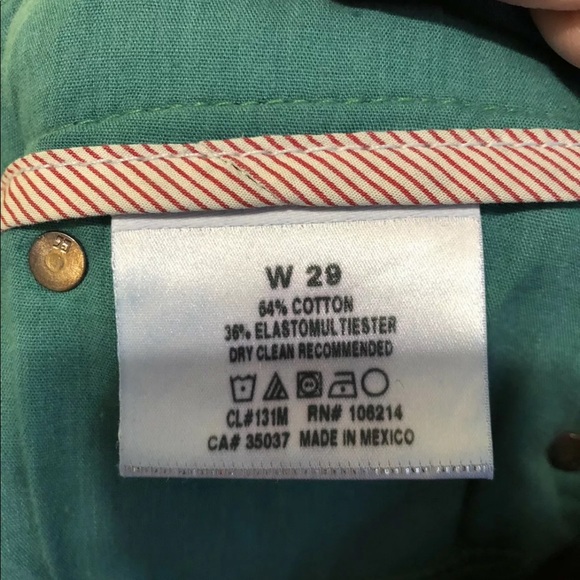 W 29
64% COTTON
36% ELASTOMULTIESTER
DRY CLEAN RECOMMENDED
CL#131M RN# 106214
CA# 35037 MADE IN MEXICO